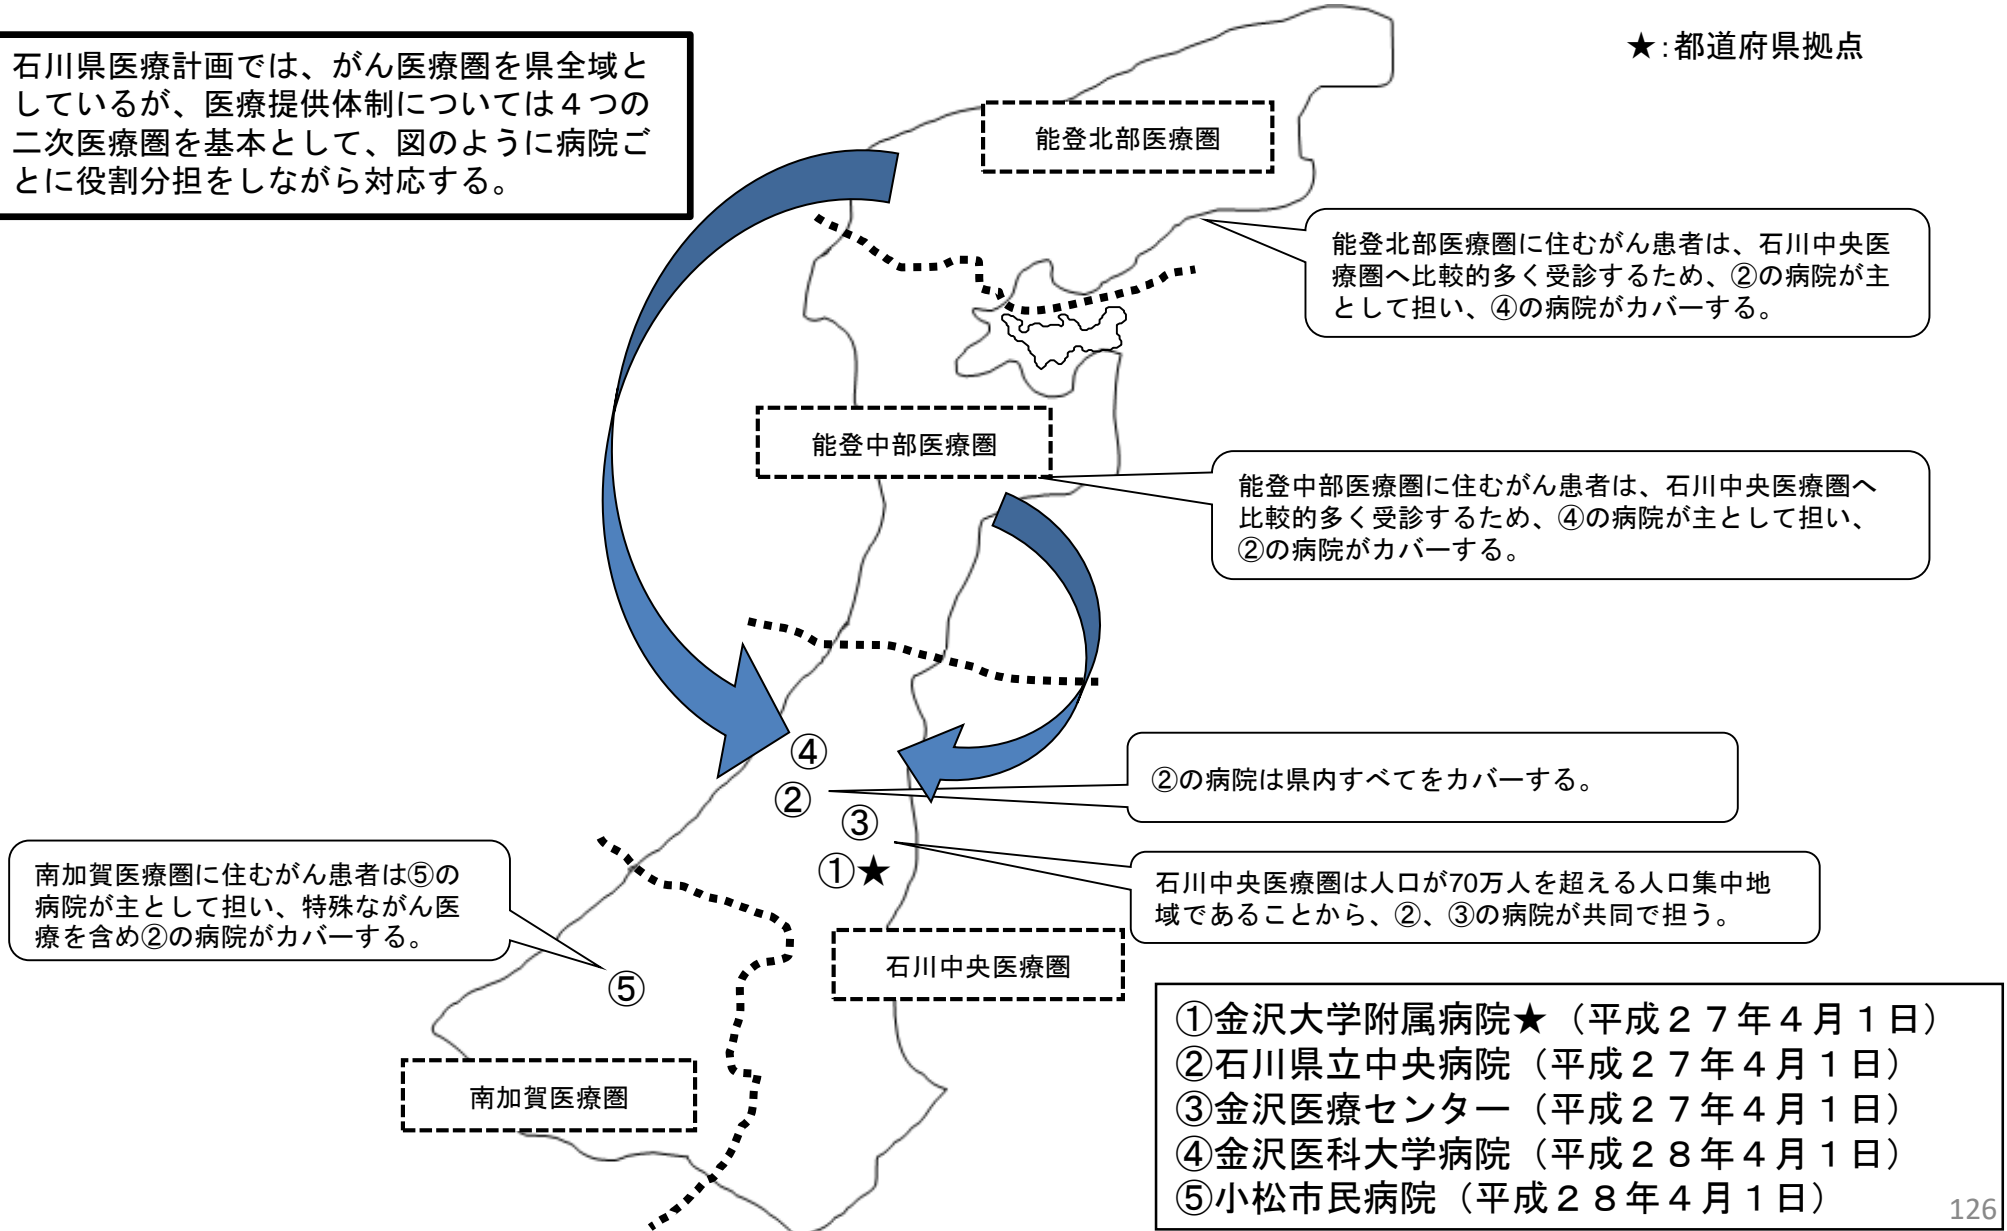 石川県医療計画では、がん医療圏を県全域と
しているが、医療提供体制については４つの
二次医療圏を基本として、図のように病院ご
とに役割分担をしながら対応する。
★:都道府県拠点
能登北部医療圏
能登北部医療圏に住むがん患者は、石川中央医
療圏へ比較的多く受診するため、②の病院が主
として担い、④の病院がカバーする。
能登中部医療圏
能登中部医療圏に住むがん患者は、石川中央医療圏へ
比較的多く受診するため、④の病院が主として担い、
②の病院がカバーする。
④
②
②の病院は県内すべてをカバーする。
③
①★
石川中央医療圏は人口が70万人を超える人口集中地
域であることから、②、③の病院が共同で担う。
南加賀医療圏に住むがん患者は⑤の
病院が主として担い、特殊ながん医
療を含め②の病院がカバーする。
⑤
石川中央医療圏
南加賀医療圏
①金沢大学附属病院★（平成２７年４月１日）
②石川県立中央病院（平成２７年４月１日）
③金沢医療センター（平成２７年４月１日）
④金沢医科大学病院（平成２８年４月１日）
⑤小松市民病院（平成２８年４月１日）
126